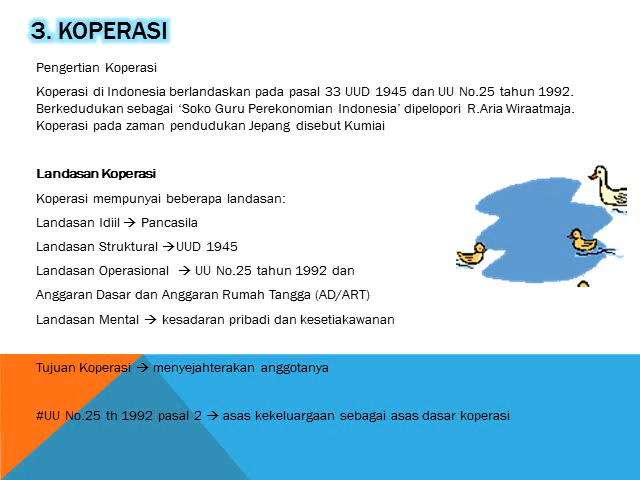 3. KOPERASI
Pengertian Koperasi
Koperasi di Indonesia berlandaskan pada pasal 33 UUD 1945 dan UU No.25 tahun 1992.
Berkedudukan sebagai ‘Soko Guru Perekonomian Indonesia’ dipelopori R.Aria Wiraatmaja.
Koperasi pada zaman pendudukan Jepang disebut Kumiai
Landasan Koperasi
Koperasi mempunyai beberapa landasan:
Landasan Idiil → Pancasila
Landasan Struktural →UUD 1945
Landasan Operasional → UU No.25 tahun 1992 dan
Anggaran Dasar dan Anggaran Rumah Tangga (AD/ART)
Landasan Mental → kesadaran pribadi dan kesetiakawanan
Tujuan Koperasi → menyejahterakan anggotanya
#UU No.25 th 1992 pasal 2 → asas kekeluargaan sebagai asas dasar koperasi